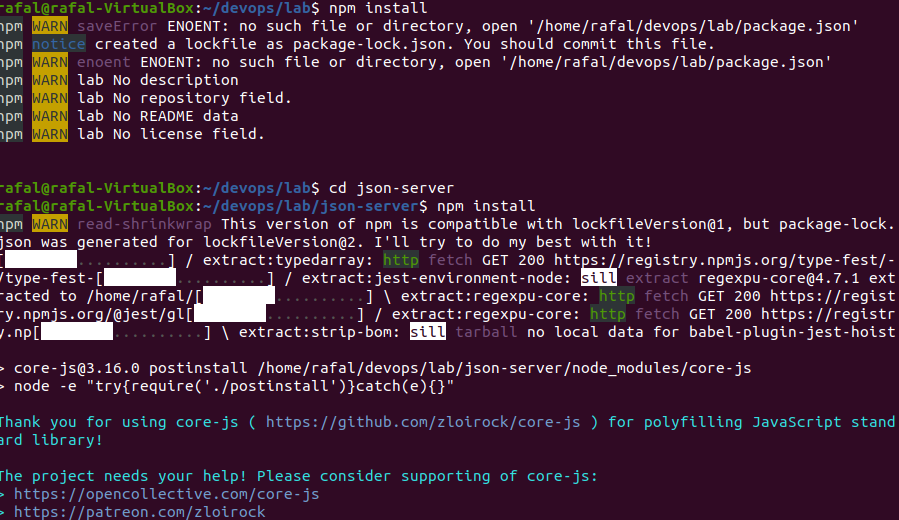 rafal@rafal-VirtualBox:~/devops/lab$ npm install
npm WARN saveError ENOENT: no such file or directory, open '/home/rafal/devops/lab/package.json'
npm notice created a lockfile as package-lock.json. You should commit this file.
npm WARN enoent ENOENT: no such file or directory, open '/home/rafal/devops/lab/package.json'
npm WARN lab No description
npm WARN lab No repository field.
npm WARN lab No README data
npm WARN lab No license field.
rafal@rafal-VirtualBox:~/devops/lab$ cd json-server
rafal@rafal-VirtualBox:~/devops/lab/json-server$ npm install
npm WARN read-shrinkwrap This version of npm is compatible with lockfileVersion@1, but package-lock.
json was generated for lockfileVersion@2. I'll try to do my best with it!
[ ..........] / extract:typedarray: http fetch GET 200 https://registry.npmjs.org/type-fest/-
/type-fest-[ ..........] / extract:jest-environment-node: sill extract regexpu-core@4.7.1 ext
racted to /home/rafal/[ ..........] \ extract:regexpu-core: http fetch GET 200 https://regist
ry.npmjs.org/@jest/gl[ ..........] / extract:regexpu-core: http fetch GET 200 https://registr
y.np[ ..........] \ extract:strip-bom: sill tarball no local data for babel-plugin-jest-hoist
> core-js@3.16.0 postinstall /home/rafal/devops/lab/json-server/node_modules/core-js
> node -e "try{require('./postinstall')}catch(e){}"
Thank you for using core-js ( https://github.com/zloirock/core-js ) for polyfilling JavaScript stand
ard library!
The project needs your help! Please consider supporting of core-js:
> https://opencollective.com/core-js
> https://patreon.com/zloirock